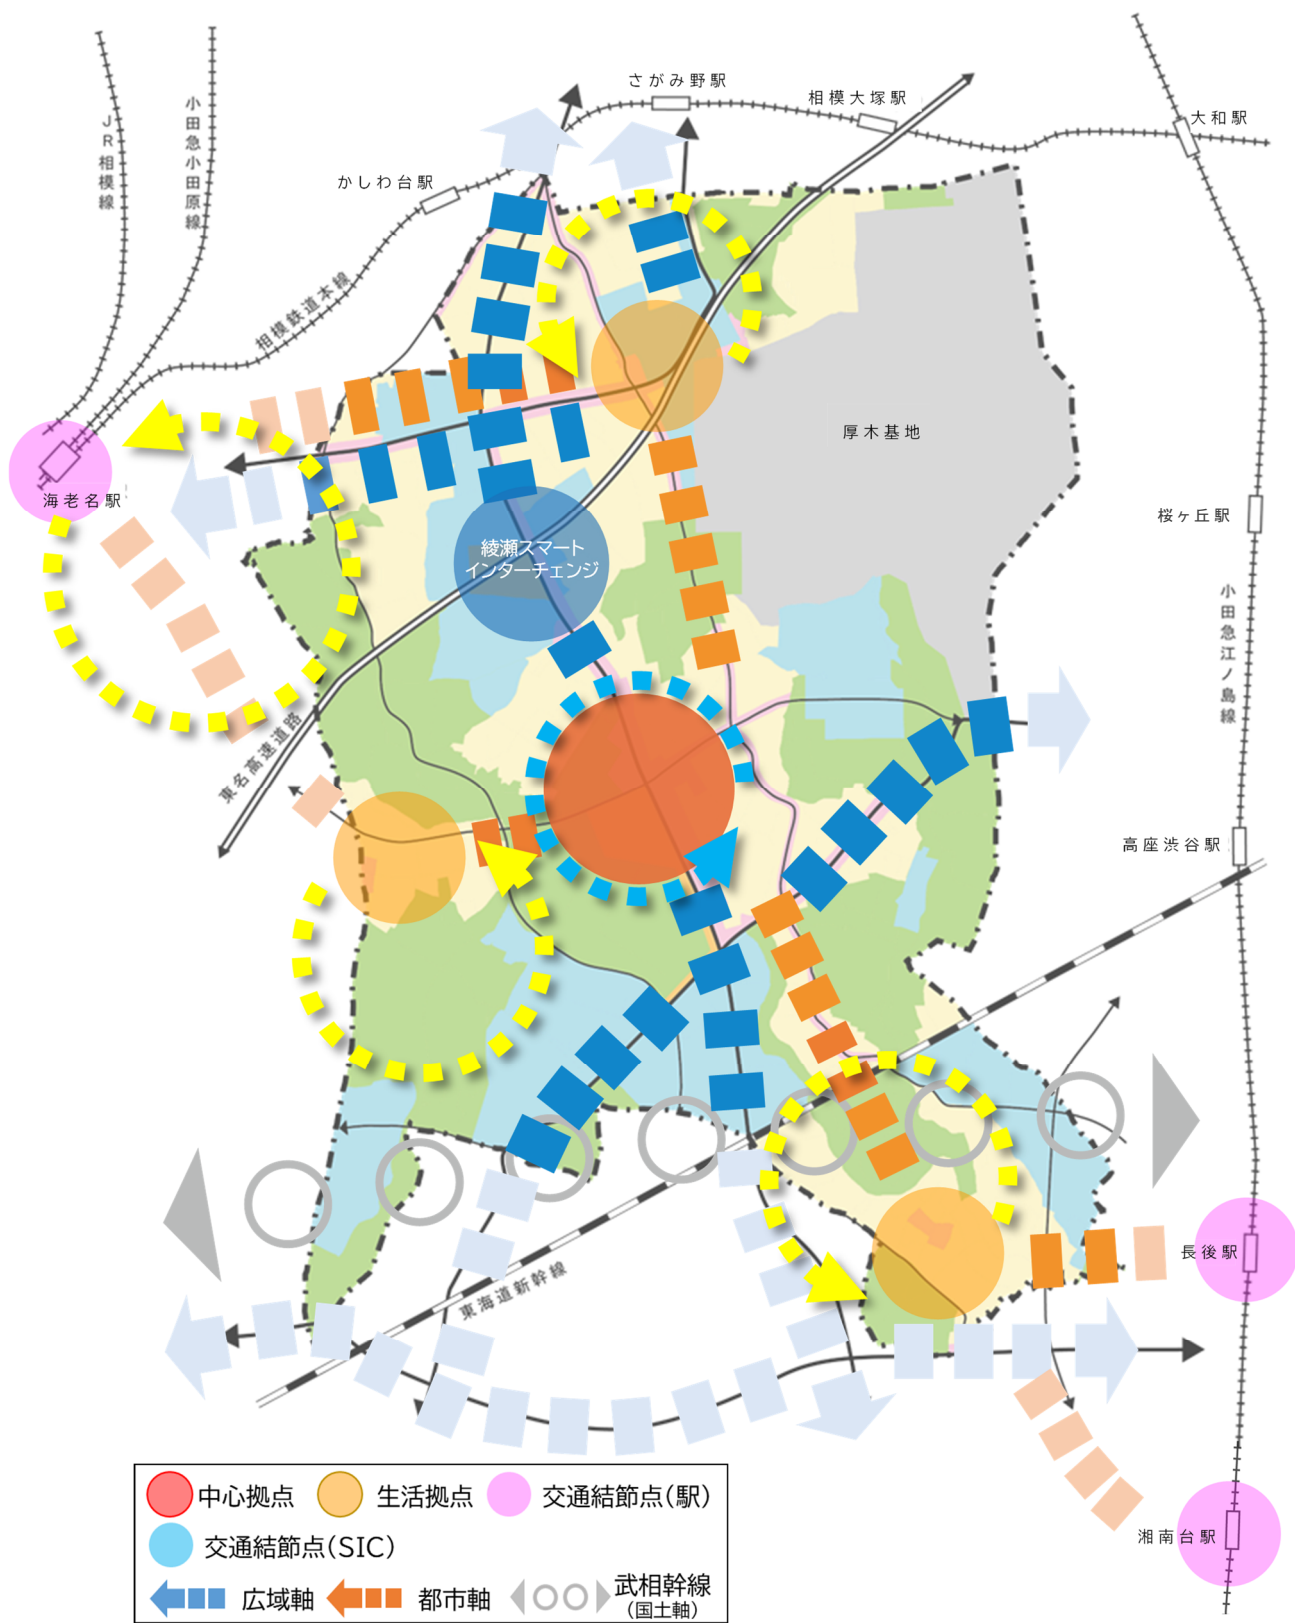 さがみ野駅
相模大塚駅
大和駅
JR相模線
小田急小田原線
かしわ台駅
相模鉄道本線
厚木基地
海老名駅
桜ヶ丘駅
綾瀬スマート
インターチェンジ
小田急江ノ島線
東名高速道路
高座渋谷駅
長後駅
東海道新幹線
湘南台駅
中心拠点
生活拠点
交通結節点(駅)
交通結節点(SIC)
広域軸
都市軸
武相幹線
(国土軸)